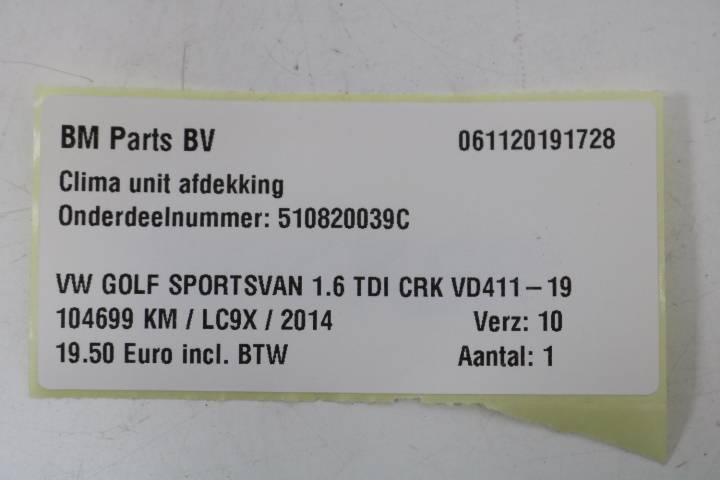 BM Parts BV 061120191728
Clima unit afdekking
Onderdeelnummer: 510820039C
VW GOLF SPORTSVAN 1.6 TDI CRK VD411-19
104699 KM / LC9X / 2014 Verz: 10
19.50 Euro incl. BTW Aantal: 1